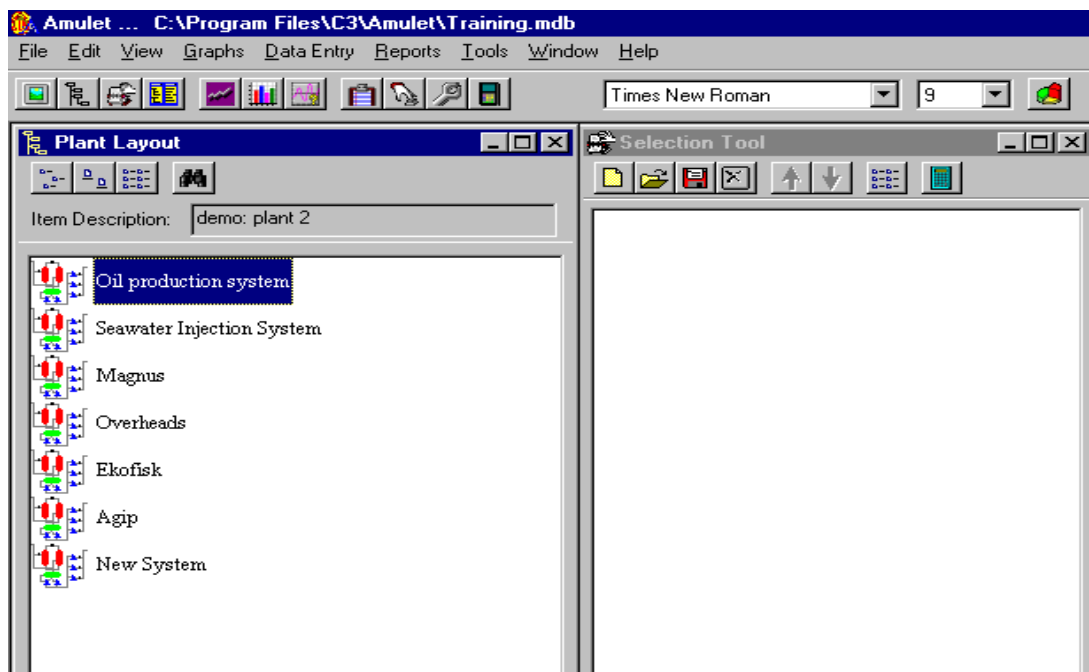 Amulet ... C:\Program Files\C3\Amulet\Training.mdb
File Edit View Graphs Data Entry Reports Tools Window Help
Times New Roman 9
Plant Layout
Item Description: demo: plant 2
Oil production system
Seawater Injection System
Magnus
Overheads
Ekofisk
Agip
New System
Selection Tool